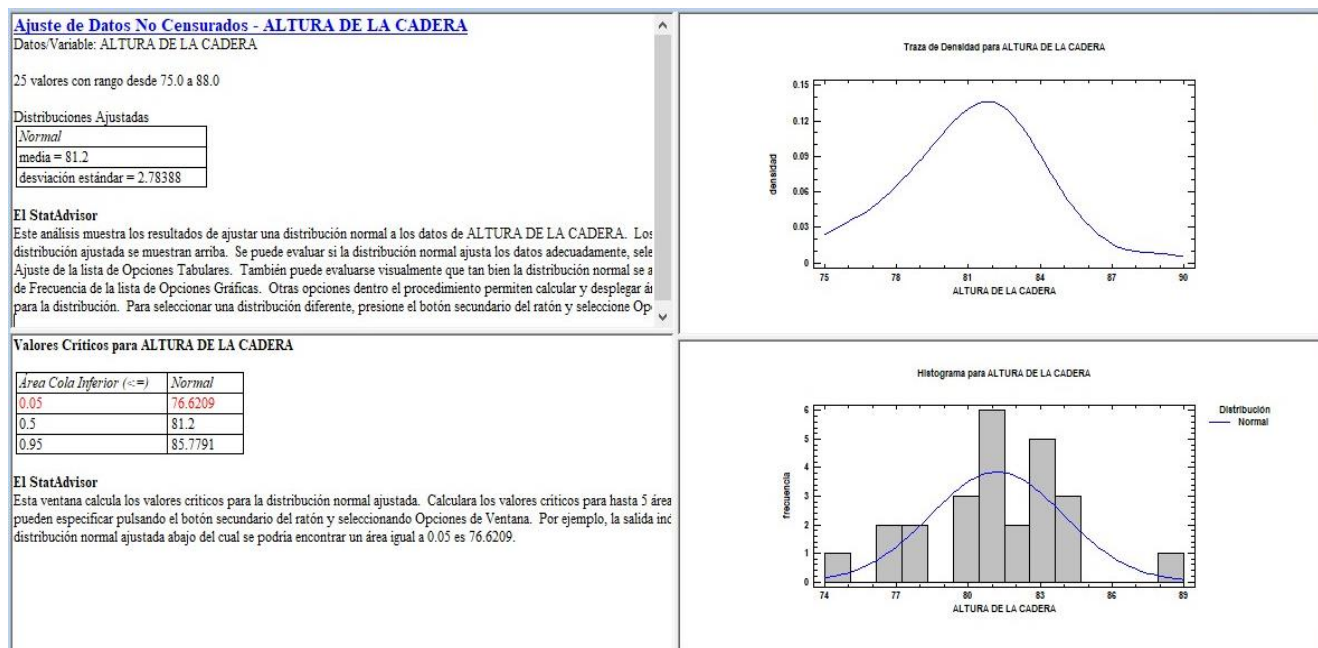 Ajuste de Datos No Censurados - ALTURA DE LA CADERA
Datos/Variable: ALTURA DE LA CADERA
25 valores con rango desde 75.0 a 88.0
Distribuciones Ajustadas
Normal
media = 81.2
desviación estándar = 2.78388
El StatAdvisor
Este análisis muestra los resultados de ajustar una distribución normal a los datos de ALTURA DE LA CADERA. Los
distribución ajustada se muestran arriba. Se puede evaluar si la distribución normal ajusta los datos adecuadamente, sele
Ajuste de la lista de Opciones Tabulares. También puede evaluarse visualmente que tan bien la distribución normal se a
de Frecuencia de la lista de Opciones Gráficas. Otras opciones dentro el procedimiento permiten calcular y desplegar ár
para la distribución. Para seleccionar una distribución diferente, presione el botón secundario del ratón y seleccione Op
Traza de Densidad para ALTURA DE LA CADERA
densidad
0.15
0.12
0.09
0.06
0.03
0
75 78 81 84 87 90
ALTURA DE LA CADERA
Valores Críticos para ALTURA DE LA CADERA
Área Cola Inferior (<=) Normal
0.05 76.6209
0.5 81.2
0.95 85.7791
El StatAdvisor
Esta ventana calcula los valores críticos para la distribución normal ajustada. Calculara los valores críticos para hasta 5 área
pueden especificar pulsando el botón secundario del ratón y seleccionando Opciones de Ventana. Por ejemplo, la salida ind
distribución normal ajustada abajo del cual se podría encontrar un área igual a 0.05 es 76.6209.
Histograma para ALTURA DE LA CADERA
frecuencia
6
5
4
3
2
1
0
74 77 80 83 86 89
ALTURA DE LA CADERA
Distribución
Normal